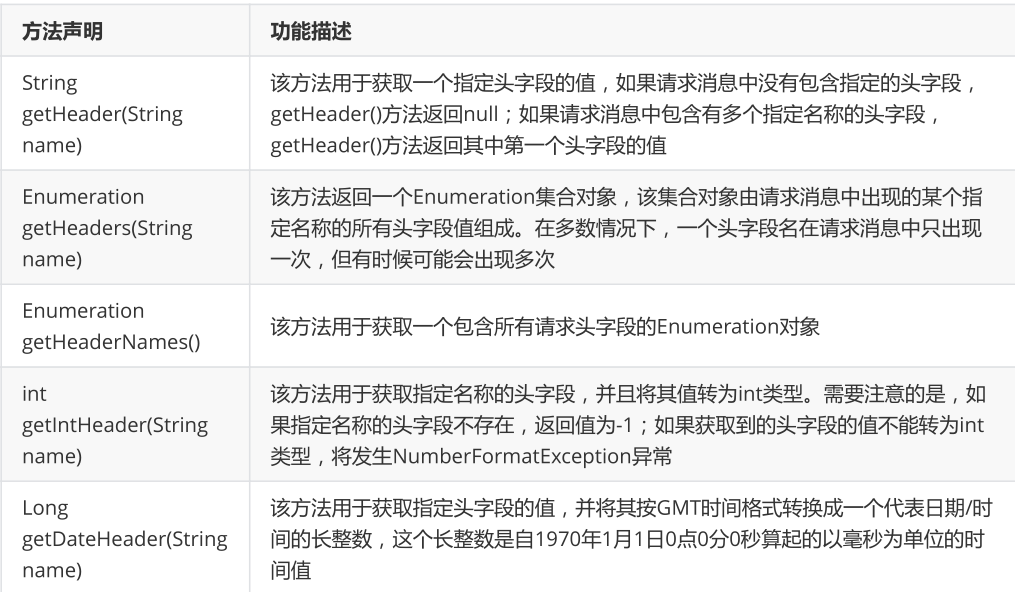 方法声明
功能描述
String
getHeader(String
name)
该方法用于获取一个指定头字段的值，如果请求消息中没有包含指定的头字段，
getHeader()方法返回null；如果请求消息中包含有多个指定名称的头字段，
getHeader()方法返回其中第一个头字段的值
Enumeration
getHeaders(String
name)
该方法返回一个Enumeration集合对象，该集合对象由请求消息中出现的某个指
定名称的所有头字段值组成。在多数情况下，一个头字段名在请求消息中只出现
一次，但有时候可能会出现多次
Enumeration
getHeaderNames()
该方法用于获取一个包含所有请求头字段的Enumeration对象
int
getIntHeader(String
name)
该方法用于获取指定名称的头字段，并且将其值转为int类型。需要注意的是，如
果指定名称的头字段不存在，返回值为-1；如果获取到的头字段的值不能转为int
类型，将发生NumberFormatException异常
Long
getDateHeader(String
name)
该方法用于获取指定头字段的值，并将其按GMT时间格式转换成一个代表日期/时
间的长整数，这个长整数是自1970年1月1日0点0分0秒算起的以毫秒为单位的时
间值